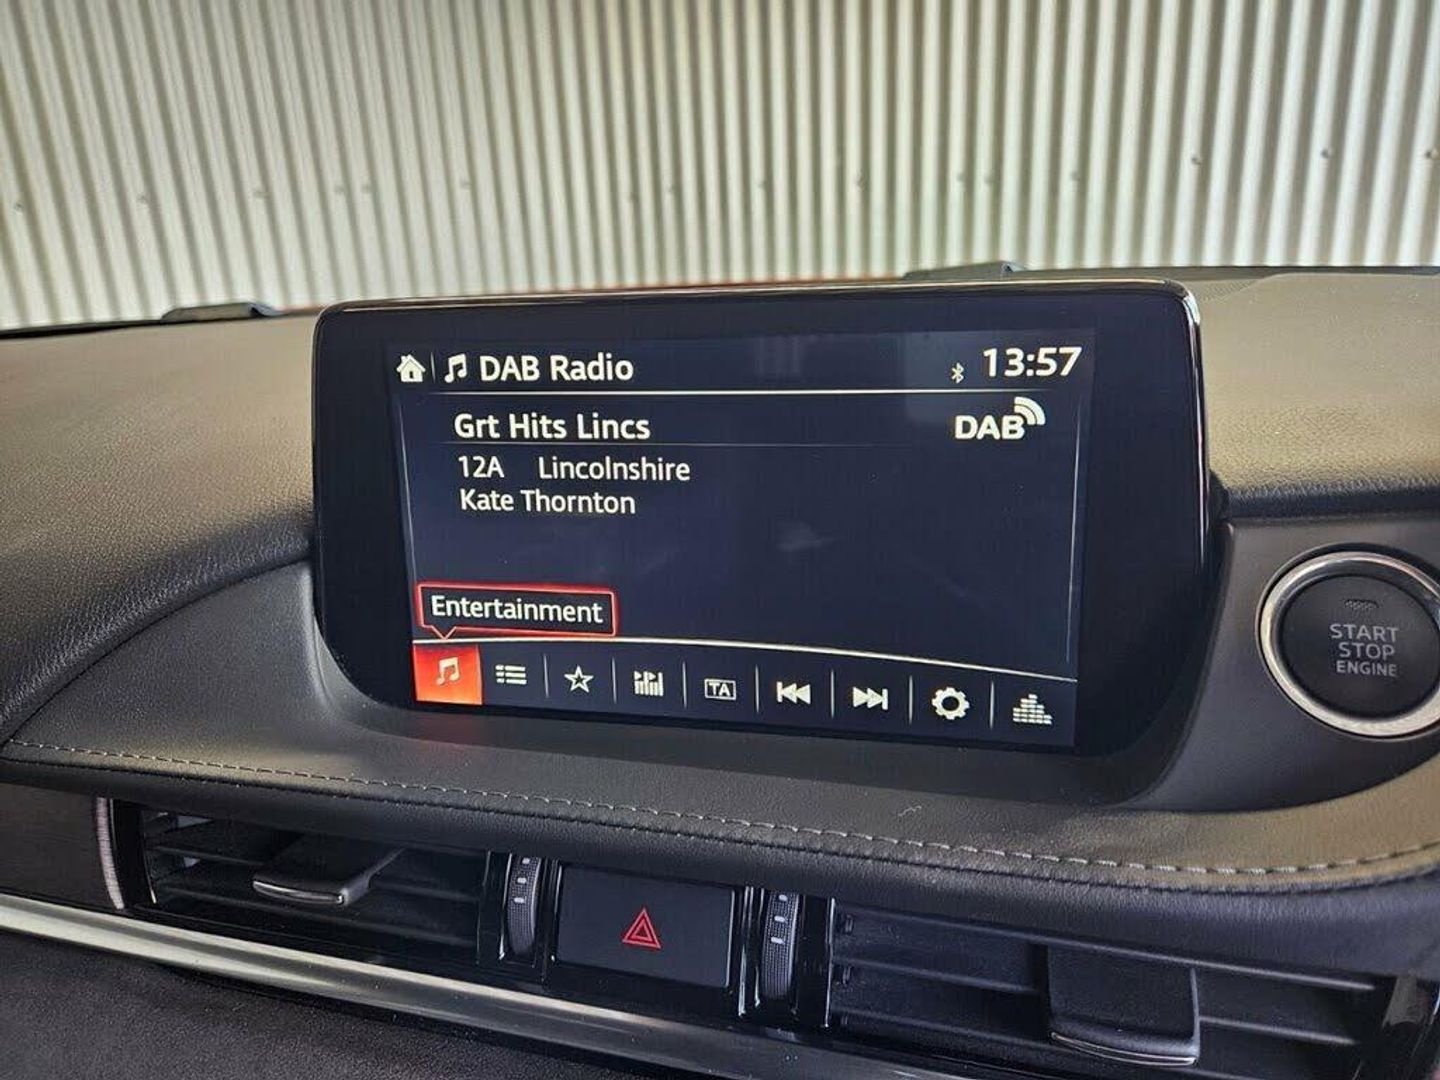 DAB Radio 13:57
Grt Hits Lincs DAB
12A Lincolnshire
Kate Thornton
Entertainment
TA
START
STOP
ENGINE